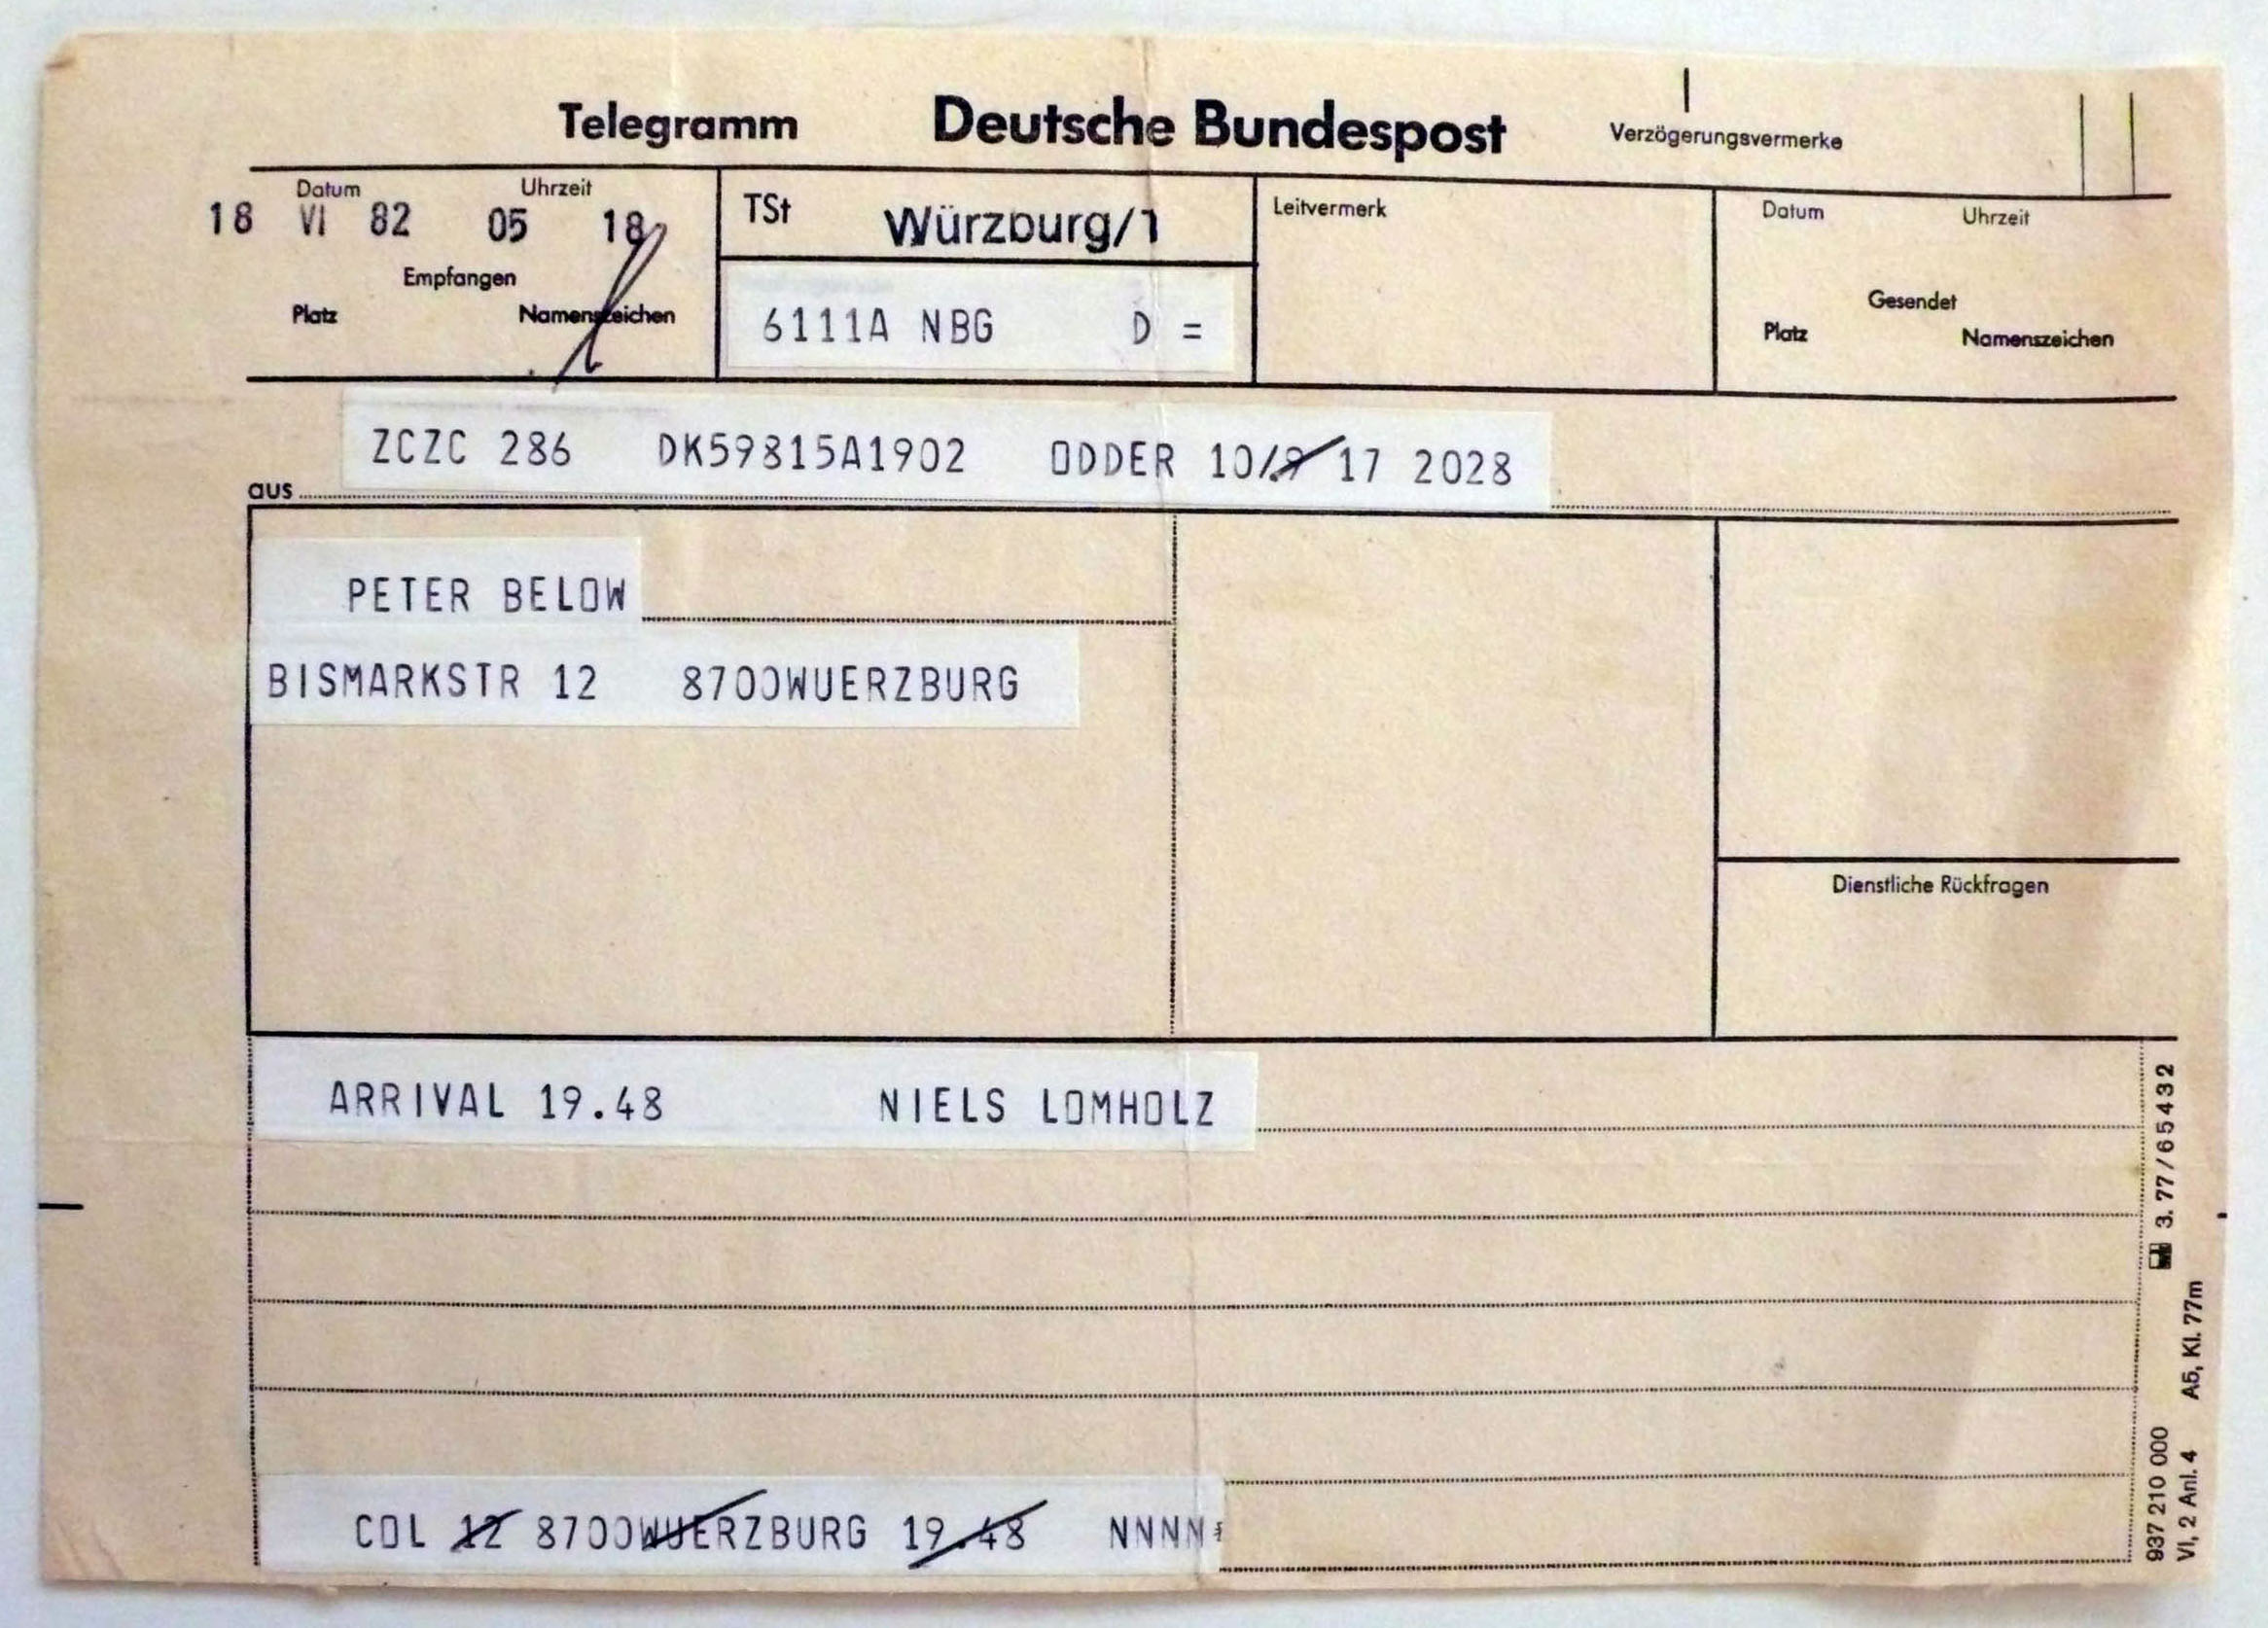 Telegramm Deutsche Bundespost Verzögerungsvermerke
Datum Uhrzeit
18 VI 82 05 18
Empfangen
Platz Namenszeichen
TSt Würzburg/1
6111A NBG D =
Leitvermerk
Datum Uhrzeit
Gesendet
Platz Namenszeichen
ZCZC 286 DK59815A1902 ODDER 10/9 17 2028
aus
PETER BELOW
BISMARKSTR 12 8700WUERZBURG
Dienstliche Rückfragen
ARRIVAL 19.48 NIELS LOMHOLZ
COL 12 8700WUERZBURG 19.48 NNNN
3.77/65432
937 210 000
VI, 2 Anl. 4 A5, Kl. 77m